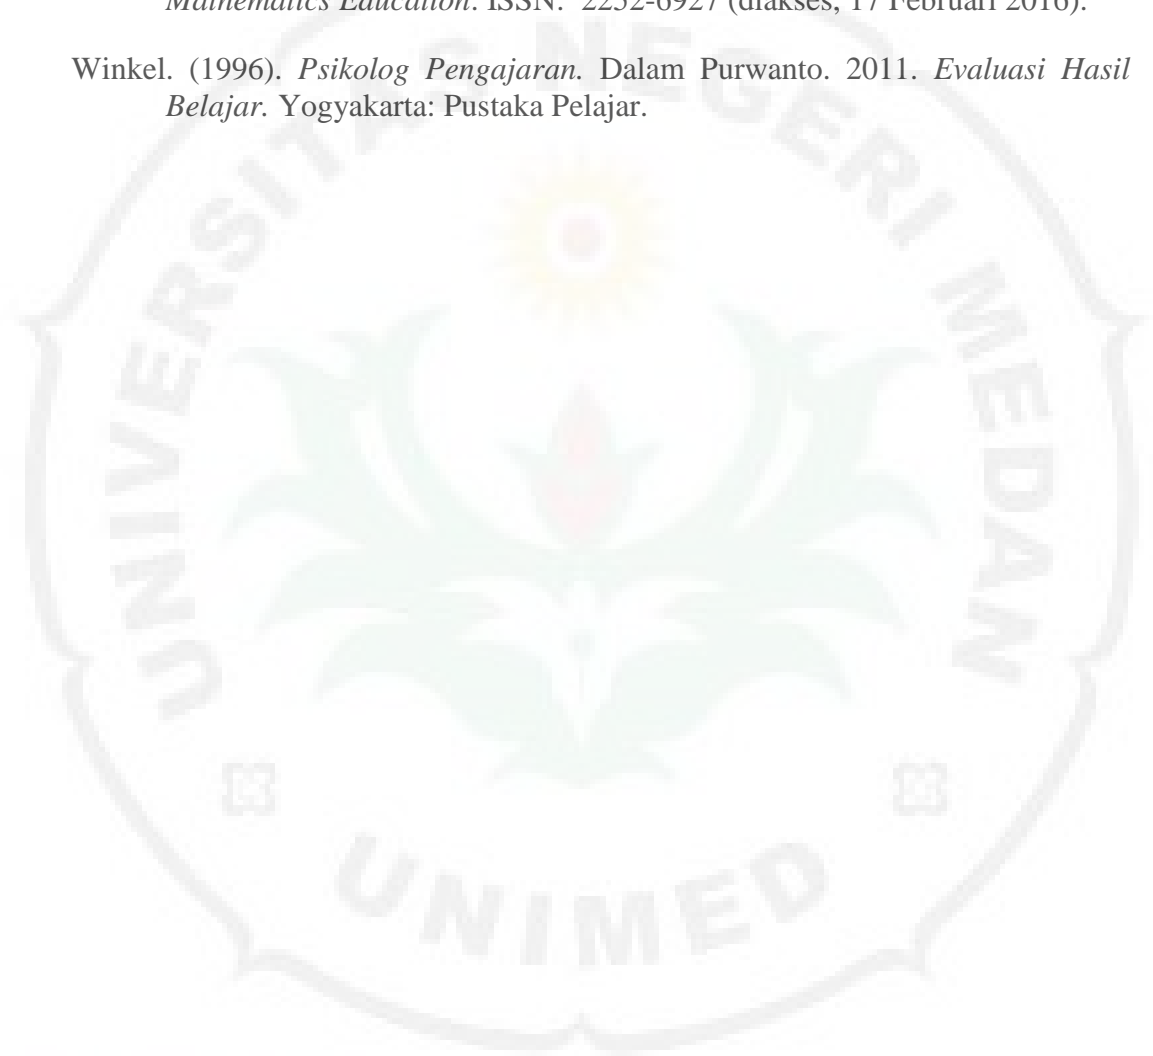 Mathematics Education. ISSN: 2252-6927 (diakses, 17 Februari 2016).
Winkel. (1996). Psikolog Pengajaran. Dalam Purwanto. 2011. Evaluasi Hasil
Belajar. Yogyakarta: Pustaka Pelajar.
UNIVERSITAS NEGERI MEDAN
UNIMED